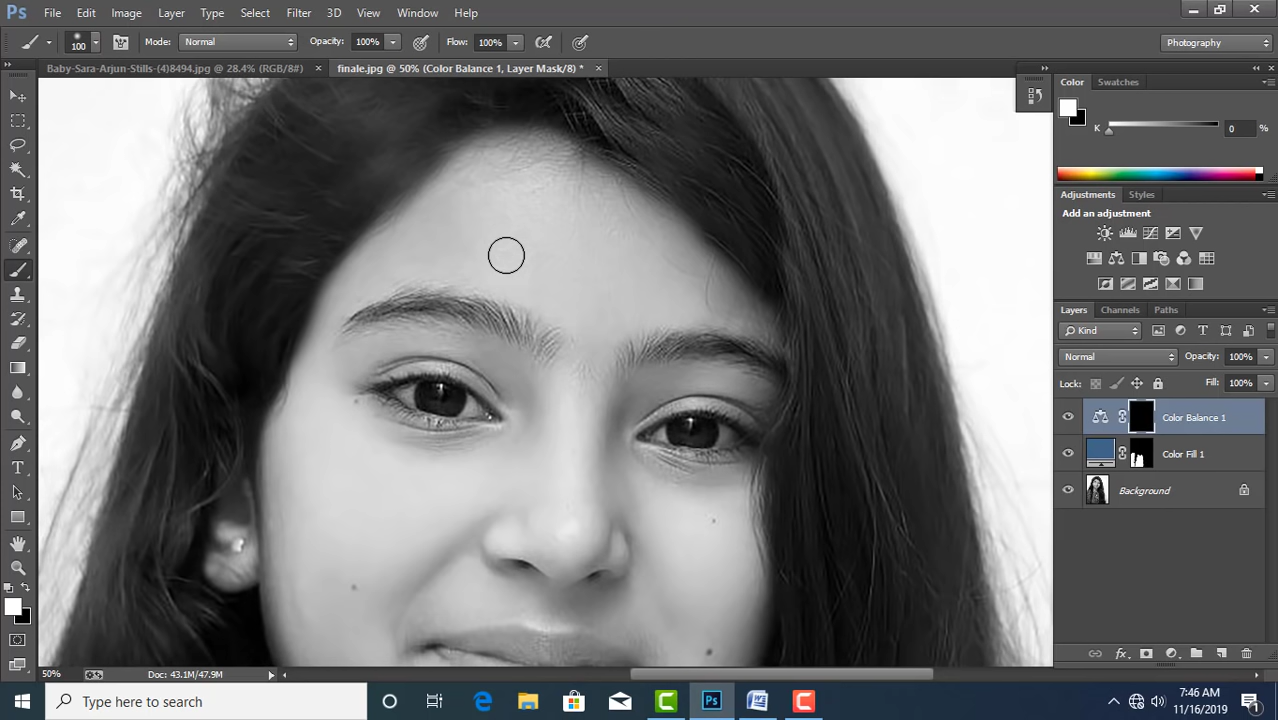 Ps File Edit Image Layer Type Select Filter 3D View Window Help
100 Mode: Normal Opacity: 100% Flow: 100% Photography
Baby-Sara-Arjun-Stills-(4)8494.jpg @ 28.4% (RGB/8#) × finale.jpg @ 50% (Color Balance 1, Layer Mask/8) * ×
Color Swatches
K 0 %
Adjustments Styles
Add an adjustment
Layers Channels Paths
Kind
Normal Opacity: 100%
Lock: Fill: 100%
Color Balance 1
Color Fill 1
Background
50% Doc: 43.1M/47.9M
Type here to search
7:46 AM
11/16/2019